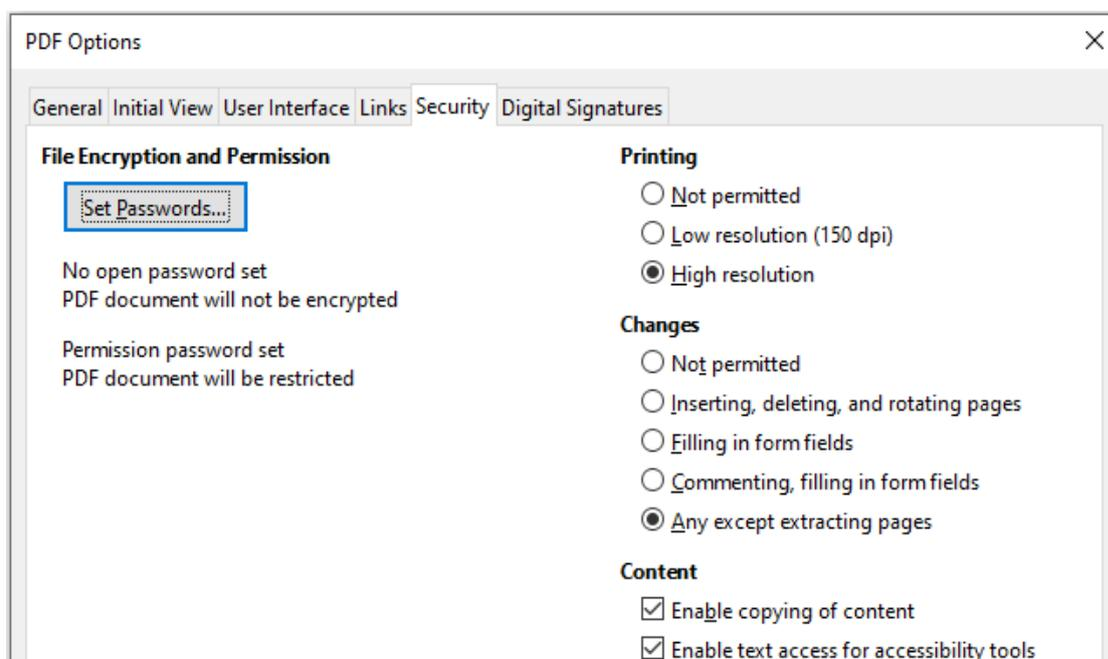 PDF Options
General Initial View User Interface Links Security Digital Signatures
File Encryption and Permission
Set Passwords...
No open password set
PDF document will not be encrypted
Permission password set
PDF document will be restricted
Printing
Not permitted
Low resolution (150 dpi)
High resolution
Changes
Not permitted
Inserting, deleting, and rotating pages
Filling in form fields
Commenting, filling in form fields
Any except extracting pages
Content
Enable copying of content
Enable text access for accessibility tools